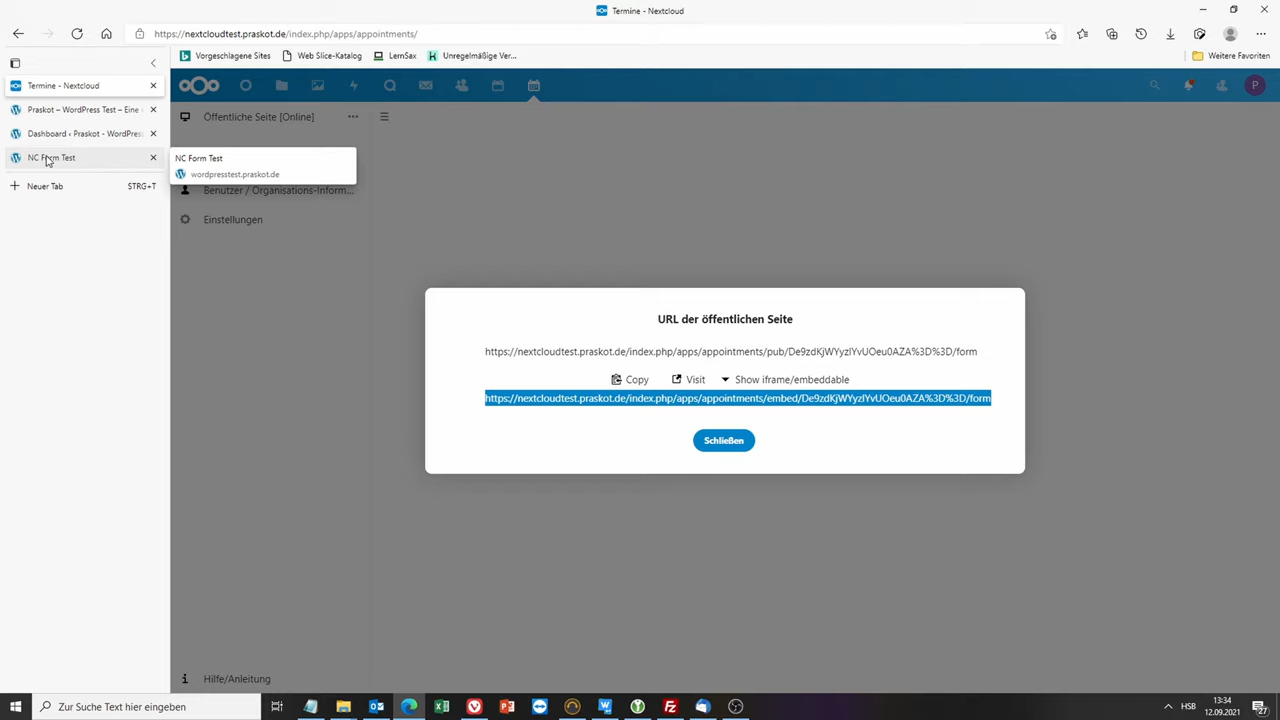 Termine - Nextcloud
https://nextcloudtest.praskot.de/index.php/apps/appointments/
Vorgeschlagene Sites
Web Slice-Katalog
LernSax
Unregelmäßige Ver...
Weitere Favoriten
Termine - Nextcloud
Praskot – WordPress Test – Eine
Dashboard ‹ Praskot - WordPress
NC Form Test
Neuer Tab
STRG+T
NC Form Test
wordpresstest.praskot.de
P
Öffentliche Seite [Online]
Benutzer / Organisations-Inform...
Einstellungen
URL der öffentlichen Seite
https://nextcloudtest.praskot.de/index.php/apps/appointments/pub/De9zdKjWYyzlYvUOeu0AZA%3D%3D/form
Copy
Visit
Show iframe/embeddable
https://nextcloudtest.praskot.de/index.php/apps/appointments/embed/De9zdKjWYyzlYvUOeu0AZA%3D%3D/form
Schließen
Hilfe/Anleitung
Zur Suche Text hier eingeben
HSB
13:34
12.09.2021
27